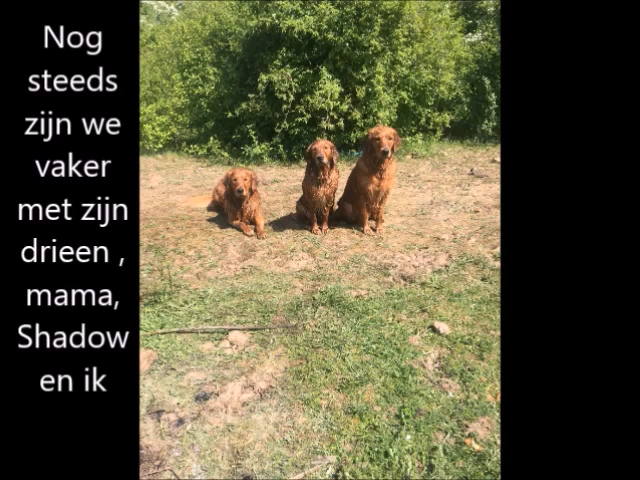 Nog
steeds
zijn we
vaker
met zijn
drieen ,
mama,
Shadow
en ik